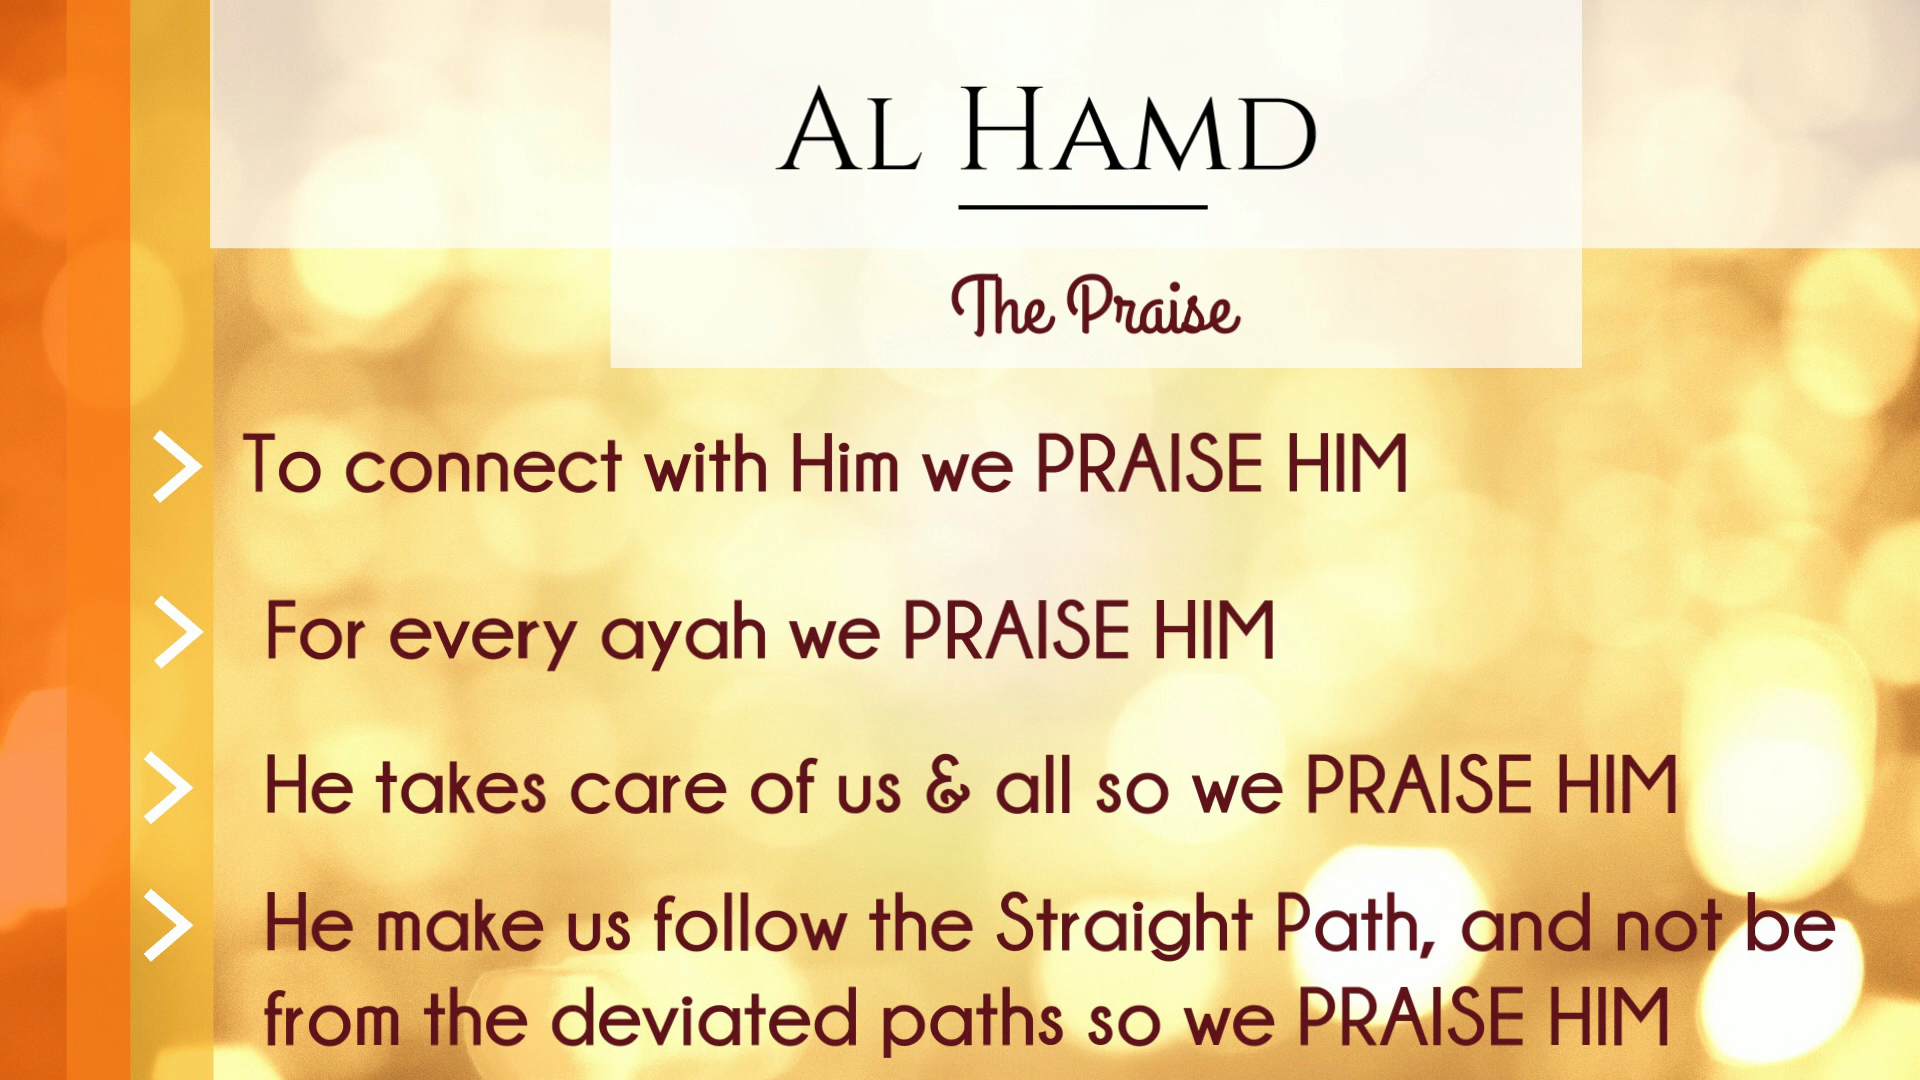 Al Hamd
The Praise
To connect with Him we PRAISE HIM
For every ayah we PRAISE HIM
He takes care of us & all so we PRAISE HIM
He make us follow the Straight Path, and not be
from the deviated paths so we PRAISE HIM